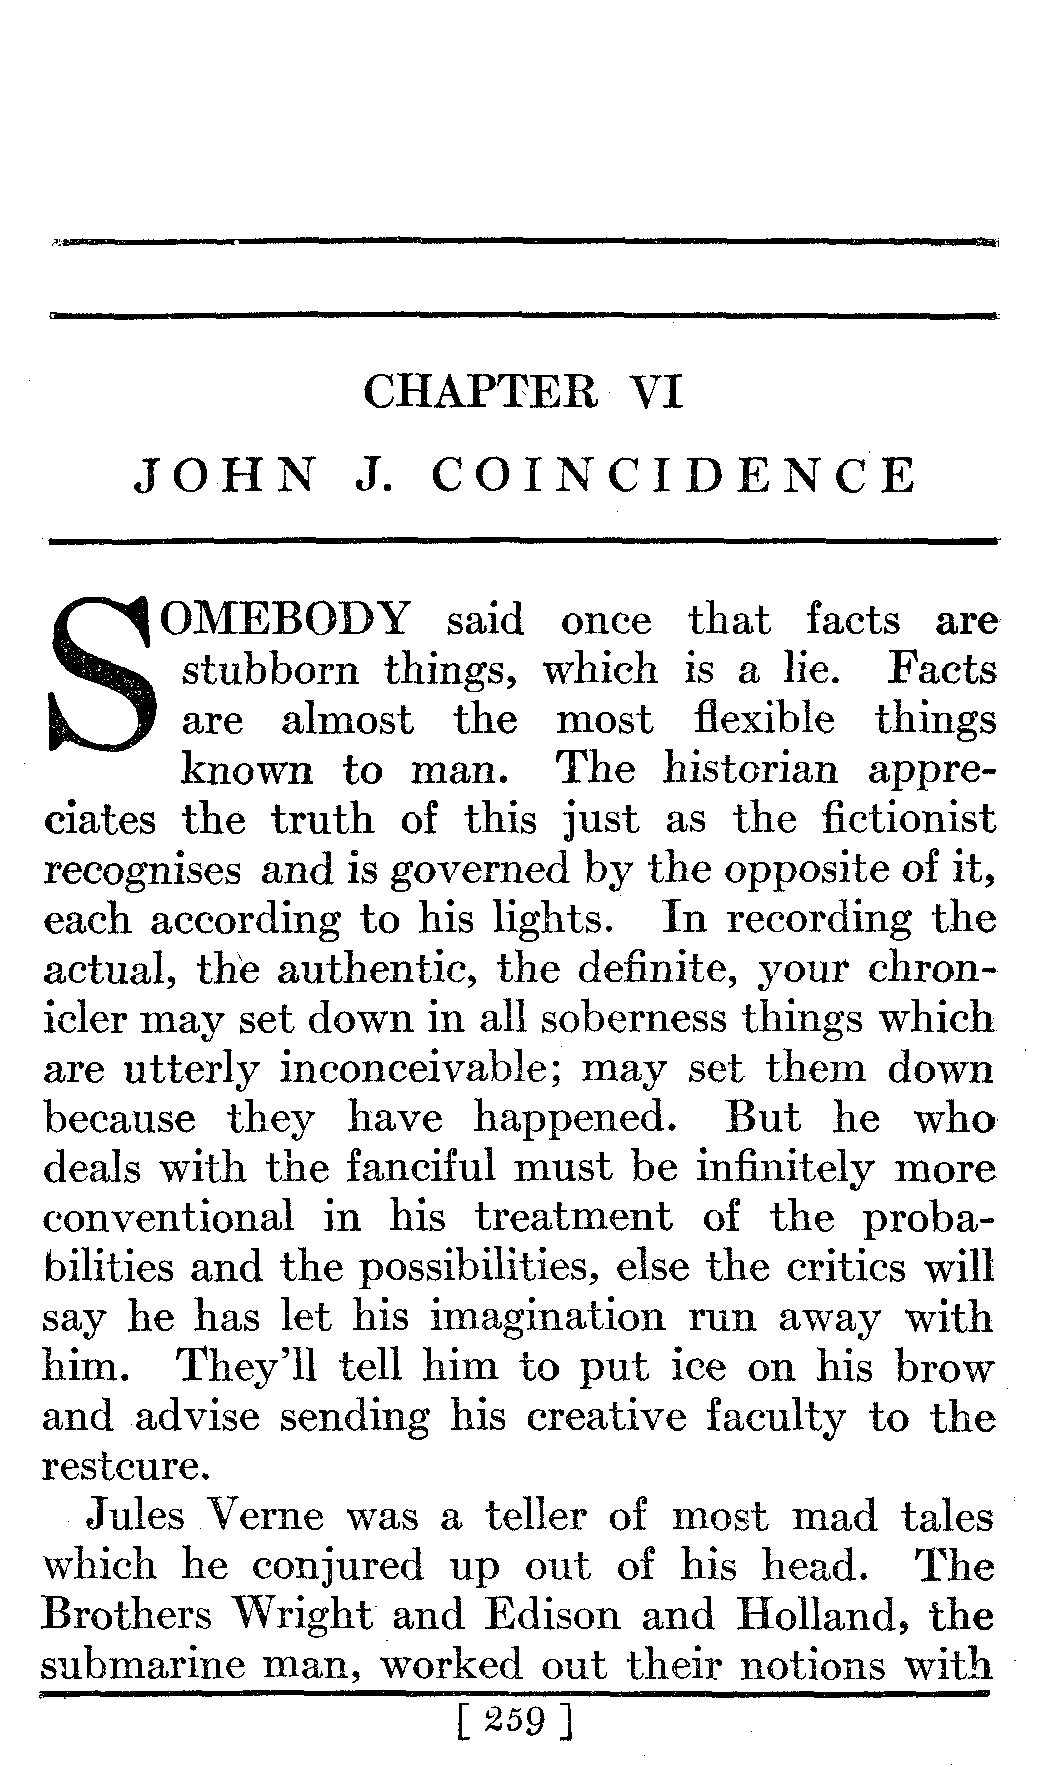 CHAPTER VI
JOHN J. COINCIDENCE
SOMEBODY said once that facts are
stubborn things, which is a lie. Facts
are almost the most flexible things
known to man. The historian appre-
ciates the truth of this just as the fictionist
recognises and is governed by the opposite of it,
each according to his lights. In recording the
actual, the authentic, the definite, your chron-
icler may set down in all soberness things which
are utterly inconceivable; may set them down
because they have happened. But he who
deals with the fanciful must be infinitely more
conventional in his treatment of the proba-
bilities and the possibilities, else the critics will
say he has let his imagination run away with
him. They'll tell him to put ice on his brow
and advise sending his creative faculty to the
restcure.
Jules Verne was a teller of most mad tales
which he conjured up out of his head. The
Brothers Wright and Edison and Holland, the
submarine man, worked out their notions with
[ 259 ]